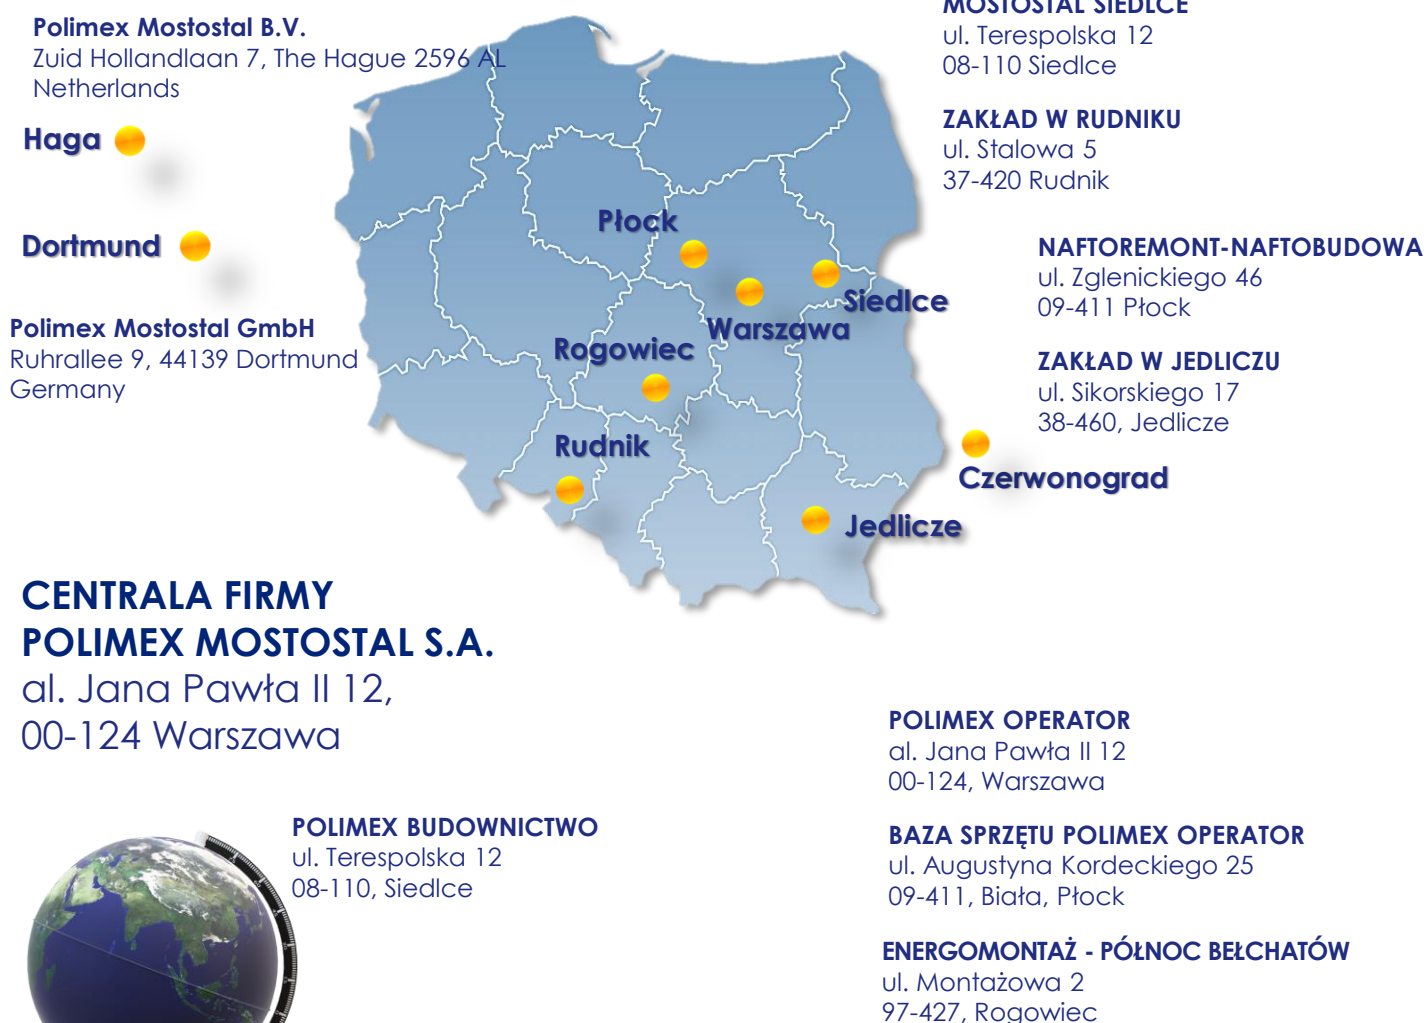 Polimex Mostostal B.V.
Zuid Hollandlaan 7, The Hague 2596 AL
Netherlands
Haga
Dortmund
Polimex Mostostal GmbH
Ruhrallee 9, 44139 Dortmund
Germany
MOSTOSTAL SIEDLCE
ul. Terespolska 12
08-110 Siedlce
ZAKŁAD W RUDNIKU
ul. Stalowa 5
37-420 Rudnik
NAFTOREMONT-NAFTOBUDOWA
ul. Zglenickiego 46
09-411 Płock
ZAKŁAD W JEDLICZU
ul. Sikorskiego 17
38-460, Jedlicze
Płock
Siedlce
Warszawa
Rogowiec
Rudnik
Czerwonograd
Jedlicze
CENTRALA FIRMY
POLIMEX MOSTOSTAL S.A.
al. Jana Pawła II 12,
00-124 Warszawa
POLIMEX BUDOWNICTWO
ul. Terespolska 12
08-110, Siedlce
POLIMEX OPERATOR
al. Jana Pawła II 12
00-124, Warszawa
BAZA SPRZĘTU POLIMEX OPERATOR
ul. Augustyna Kordeckiego 25
09-411, Biała, Płock
ENERGOMONTAŻ - PÓŁNOC BEŁCHATÓW
ul. Montażowa 2
97-427, Rogowiec